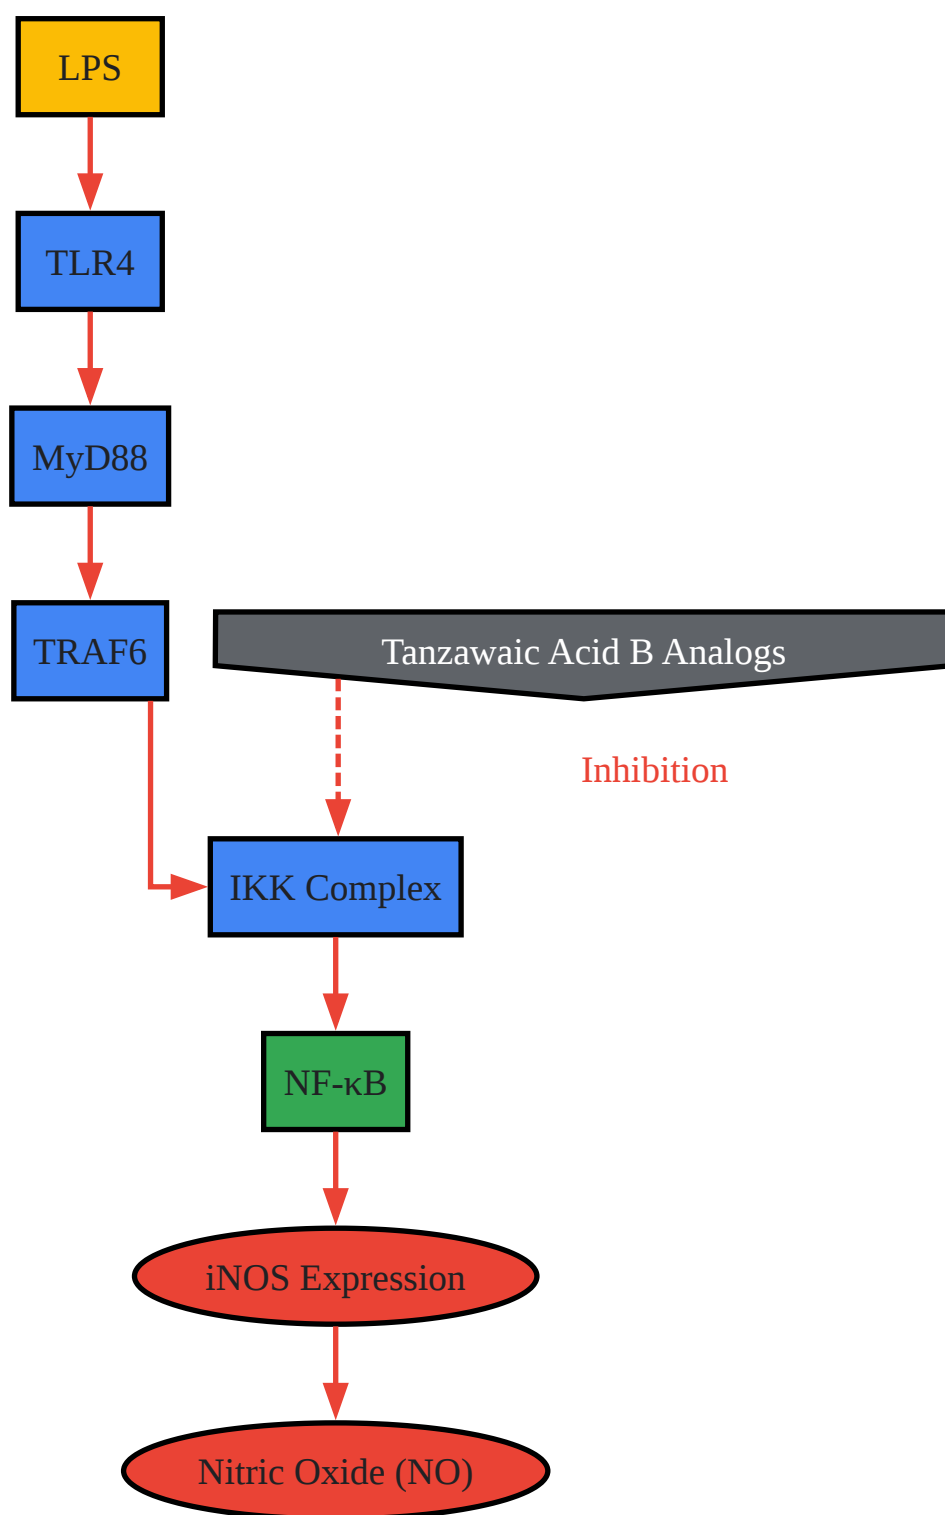 LPS
TLR4
MyD88
TRAF6
Tanzawaic Acid B Analogs
Inhibition
IKK Complex
NF-κB
iNOS Expression
Nitric Oxide (NO)